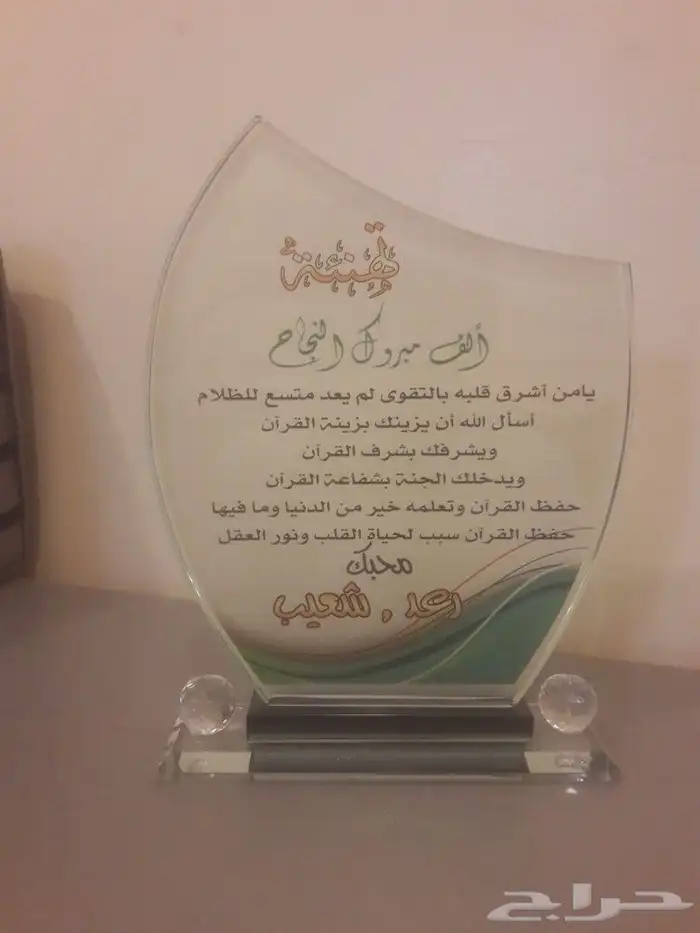 تهنئة
ألف مبروك النجاح
يامن أشرق قلبه بالتقوى لم يعد متسع للظلام
أسأل الله أن يزينك بزينة القرآن
ويشرفك بشرف القرآن
ويدخلك الجنة بشفاعة القرآن
حفظ القرآن وتعلمه خير من الدنيا وما فيها
حفظ القرآن سبب لحياة القلب ونور العقل
محبك
رعد , شعيب
حراج